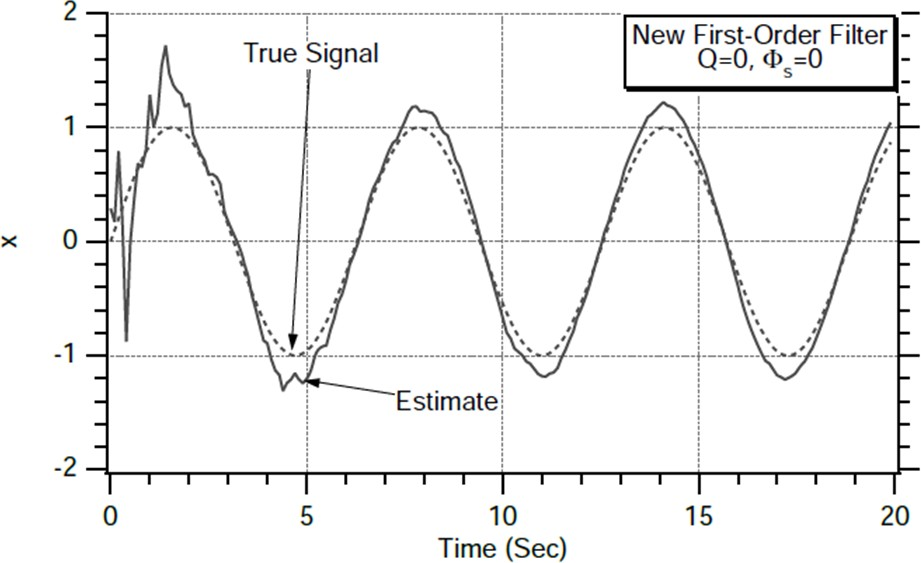 New First-Order Filter
Q=0, Φs=0
True Signal
Estimate
2
1
0
-1
-2
x
0 5 10 15 20
Time (Sec)